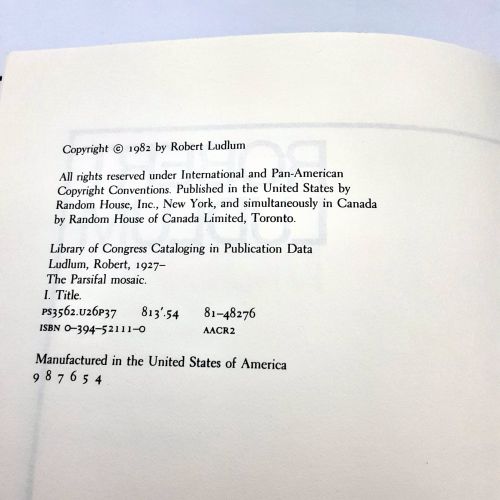 Copyright © 1982 by Robert Ludlum
All rights reserved under International and Pan-American
Copyright Conventions. Published in the United States by
Random House, Inc., New York, and simultaneously in Canada
by Random House of Canada Limited, Toronto.
Library of Congress Cataloging in Publication Data
Ludlum, Robert, 1927–
The Parsifal mosaic.
I. Title.
PS3562.U26P37 813'.54 81-48276
ISBN 0-394-52111-0 AACR2
Manufactured in the United States of America
9 8 7 6 5 4